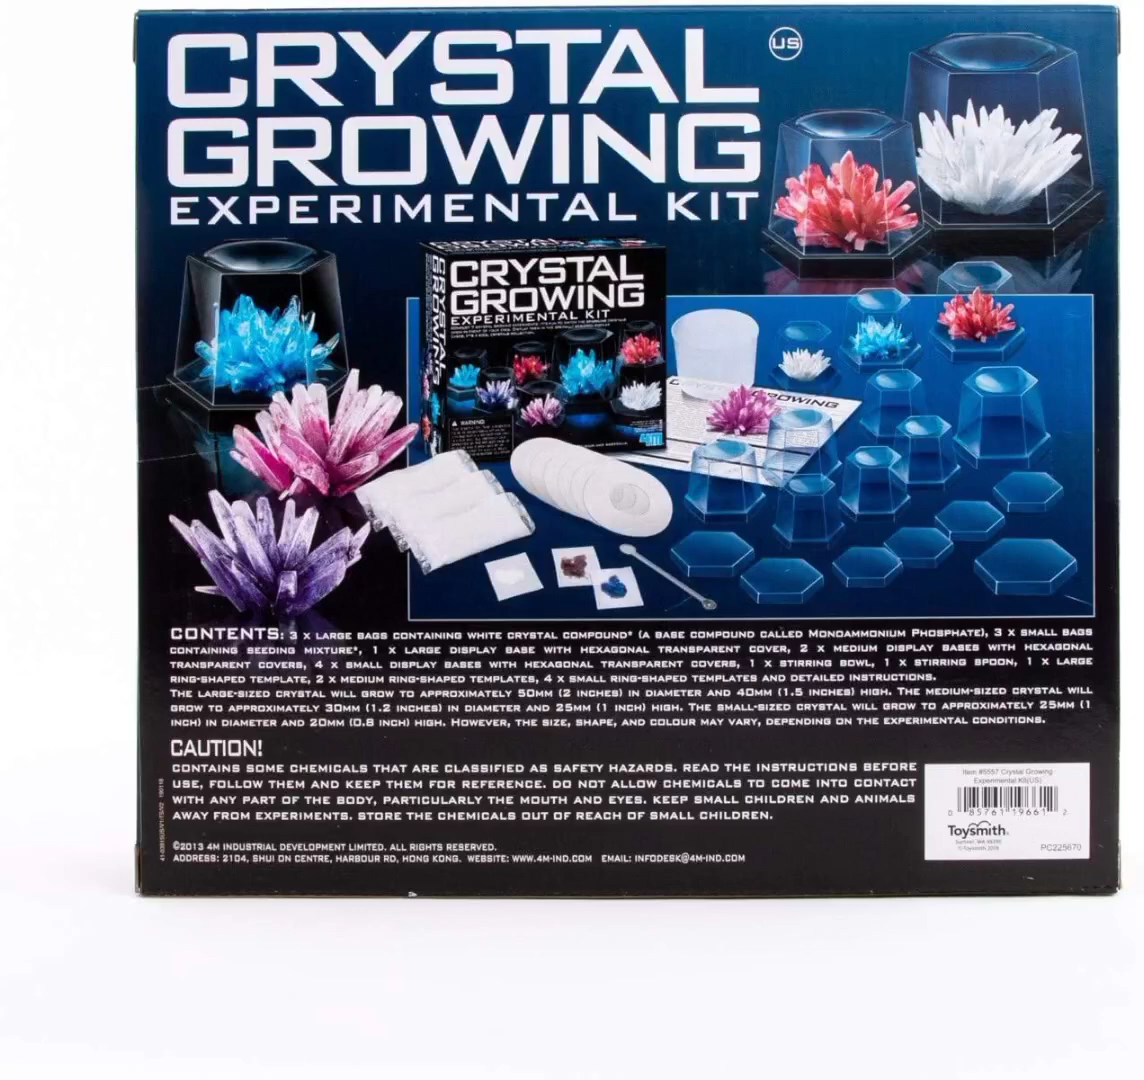 CRYSTAL
GROWING
EXPERIMENTAL KIT
US
CRYSTAL
GROWING
EXPERIMENTAL KIT
CRYSTAL
GROWING
WARNING
4M
GROWING
CONTENTS: 3 X LARGE BAGS CONTAINING WHITE CRYSTAL COMPOUND* (A BASE COMPOUND CALLED MONOAMMONIUM PHOSPHATE), 3 X SMALL BAGS
CONTAINING SEEDING MIXTURE*, 1 X LARGE DISPLAY BASE WITH HEXAGONAL TRANSPARENT COVER, 2 X MEDIUM DISPLAY BASES WITH HEXAGONAL
TRANSPARENT COVERS, 4 X SMALL DISPLAY BASES WITH HEXAGONAL TRANSPARENT COVERS, 1 X STIRRING BOWL, 1 X STIRRING SPOON, 1 X LARGE
RING-SHAPED TEMPLATE, 2 X MEDIUM RING-SHAPED TEMPLATES, 4 X SMALL RING-SHAPED TEMPLATES AND DETAILED INSTRUCTIONS.
THE LARGE-SIZED CRYSTAL WILL GROW TO APPROXIMATELY 50MM (2 INCHES) IN DIAMETER AND 40MM (1.5 INCHES) HIGH. THE MEDIUM-SIZED CRYSTAL WILL
GROW TO APPROXIMATELY 30MM (1.2 INCHES) IN DIAMETER AND 25MM (1 INCH) HIGH. THE SMALL-SIZED CRYSTAL WILL GROW TO APPROXIMATELY 25MM (1
INCH) IN DIAMETER AND 20MM (0.8 INCH) HIGH. HOWEVER, THE SIZE, SHAPE, AND COLOUR MAY VARY, DEPENDING ON THE EXPERIMENTAL CONDITIONS.
CAUTION!
CONTAINS SOME CHEMICALS THAT ARE CLASSIFIED AS SAFETY HAZARDS. READ THE INSTRUCTIONS BEFORE
USE, FOLLOW THEM AND KEEP THEM FOR REFERENCE. DO NOT ALLOW CHEMICALS TO COME INTO CONTACT
WITH ANY PART OF THE BODY, PARTICULARLY THE MOUTH AND EYES. KEEP SMALL CHILDREN AND ANIMALS
AWAY FROM EXPERIMENTS. STORE THE CHEMICALS OUT OF REACH OF SMALL CHILDREN.
©2013 4M INDUSTRIAL DEVELOPMENT LIMITED. ALL RIGHTS RESERVED.
ADDRESS: 2104, SHUI ON CENTRE, HARBOUR RD, HONG KONG. WEBSITE: WWW.4M-IND.COM EMAIL: INFODESK@4M-IND.COM
Item #5557 Crystal Growing
Experimental Kit(US)
0 85761 19661 2
Toysmith.
PC225670